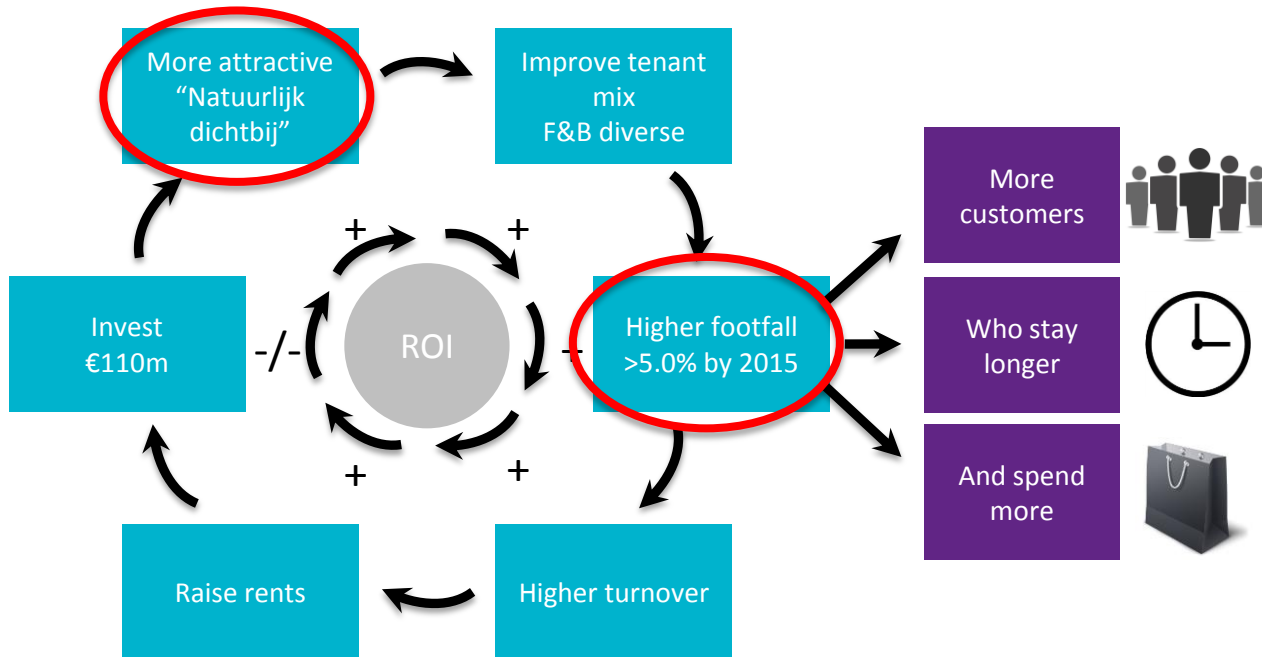 More attractive
“Natuurlijk
dichtbij”
Improve tenant
mix
F&B diverse
More
customers
+
+
Invest
€110m
-/-
ROI
+
Higher footfall
>5.0% by 2015
Who stay
longer
+
+
And spend
more
Raise rents
Higher turnover